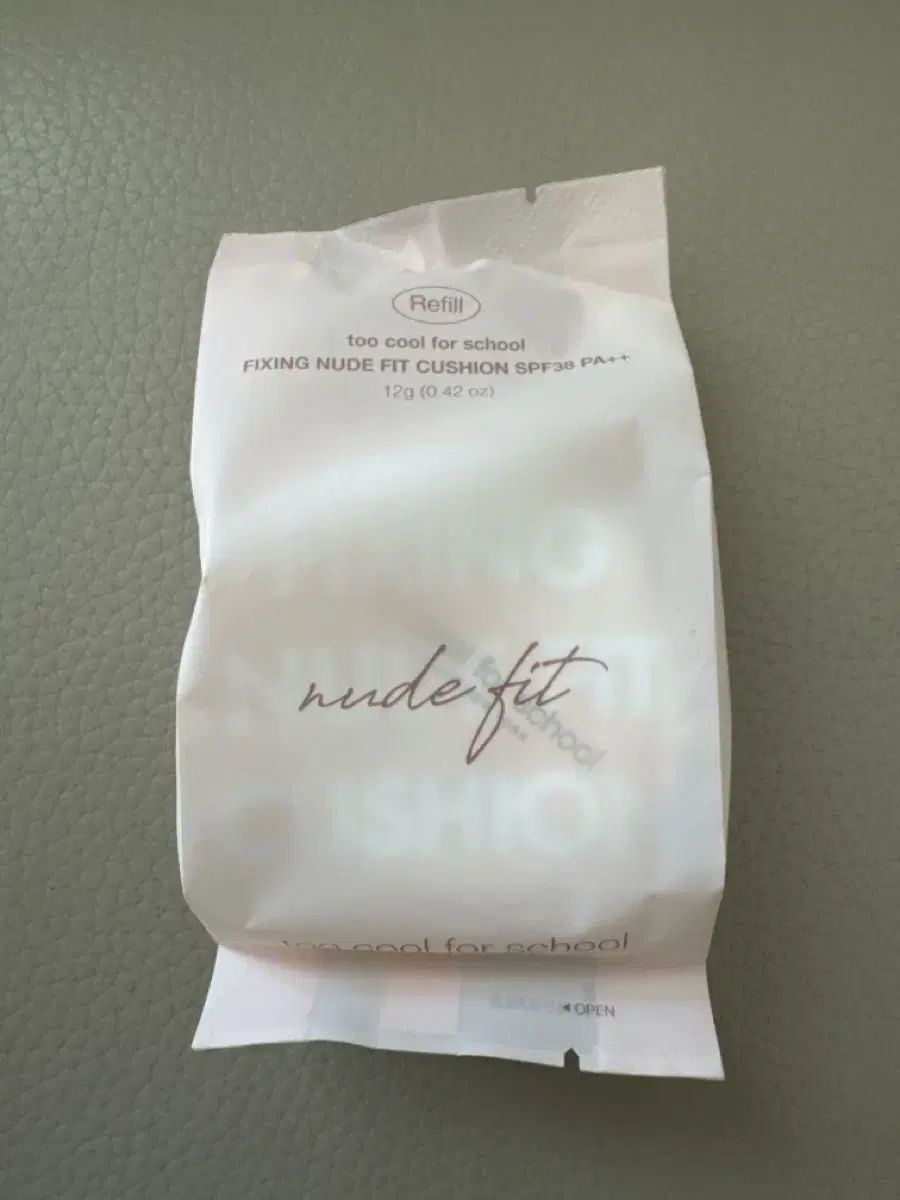 Refill
too cool for school
FIXING NUDE FIT CUSHION SPF38 PA++
12g (0.42 oz)
nude fit
too cool for school
◀ OPEN